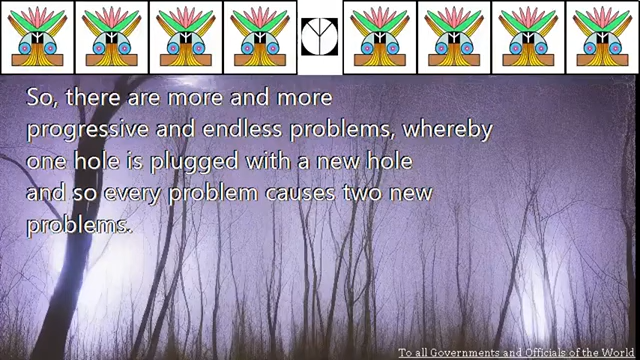 So, there are more and more
progressive and endless problems, whereby
one hole is plugged with a new hole
and so every problem causes two new
problems.
To all Governments and Officials of the World